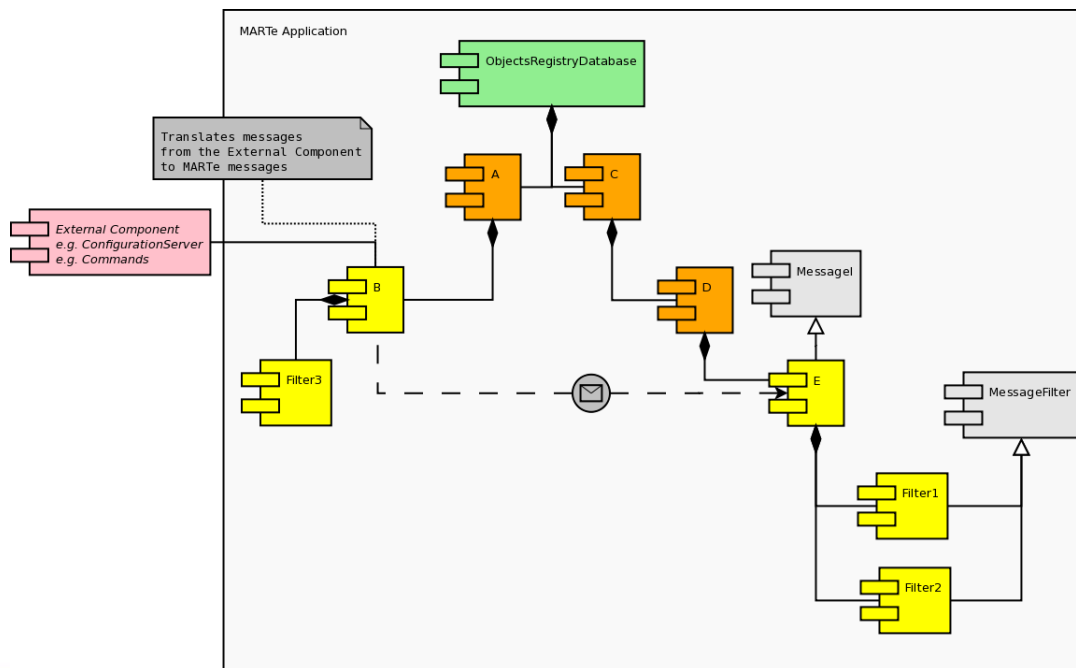 MARTe Application
ObjectsRegistryDatabase
Translates messages
from the External Component
to MARTe messages
A
C
External Component
e.g. ConfigurationServer
e.g. Commands
B
D
MessageI
Filter3
E
MessageFilter
Filter1
Filter2